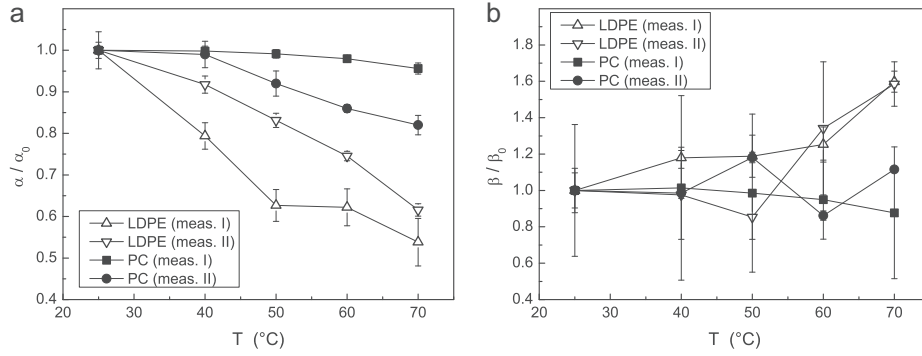 a
α / α0
1.0
0.9
0.8
0.7
0.6
0.5
0.4
LDPE (meas. I)
LDPE (meas. II)
PC (meas. I)
PC (meas. II)
20 30 40 50 60 70
T (°C)
b
β / β0
1.8
1.6
1.4
1.2
1.0
0.8
0.6
0.4
LDPE (meas. I)
LDPE (meas. II)
PC (meas. I)
PC (meas. II)
20 30 40 50 60 70
T (°C)